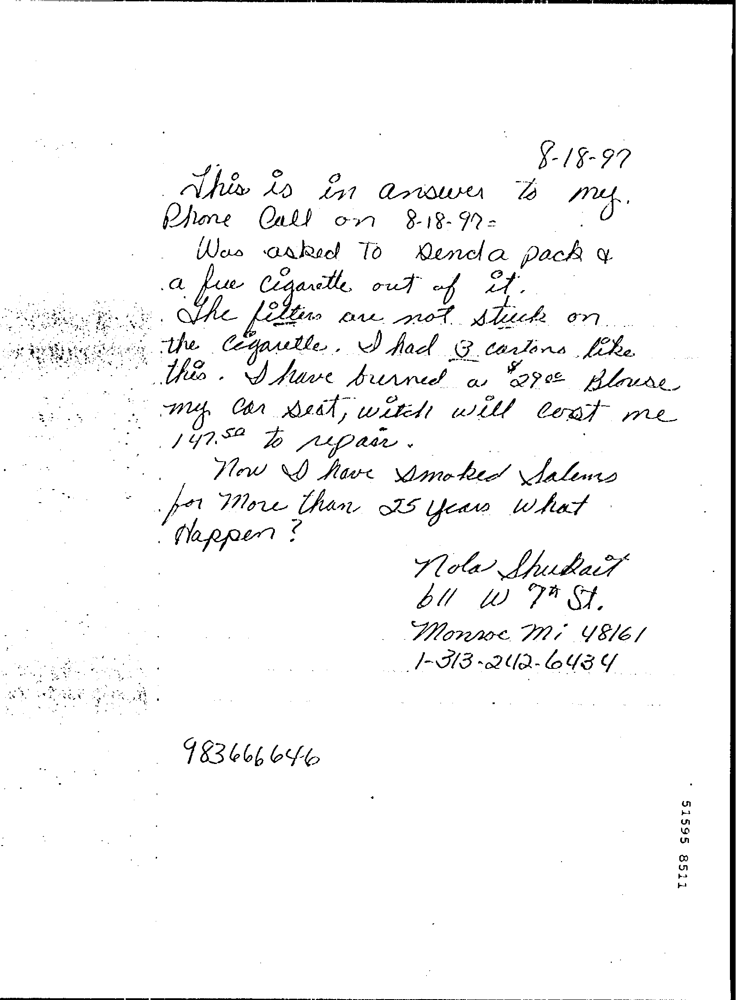 8-18-97
This is in answer to my.
Phone Call on 8-18-97=
Was asked To send a pack &
a fue Cigarette out of it.
The filters are not stuck on
the Cigarette. I had 3 cartons like
this. I have burned a $29.00 Blouse
my Car seat, witch will cost me
147.50 to repair.
Now I have smoked Salems
for More than 25 years What
Happen?
Nola
611 W 7th St.
Monroe Mi 48161
1-313-242-6434
983666646
51595 8511